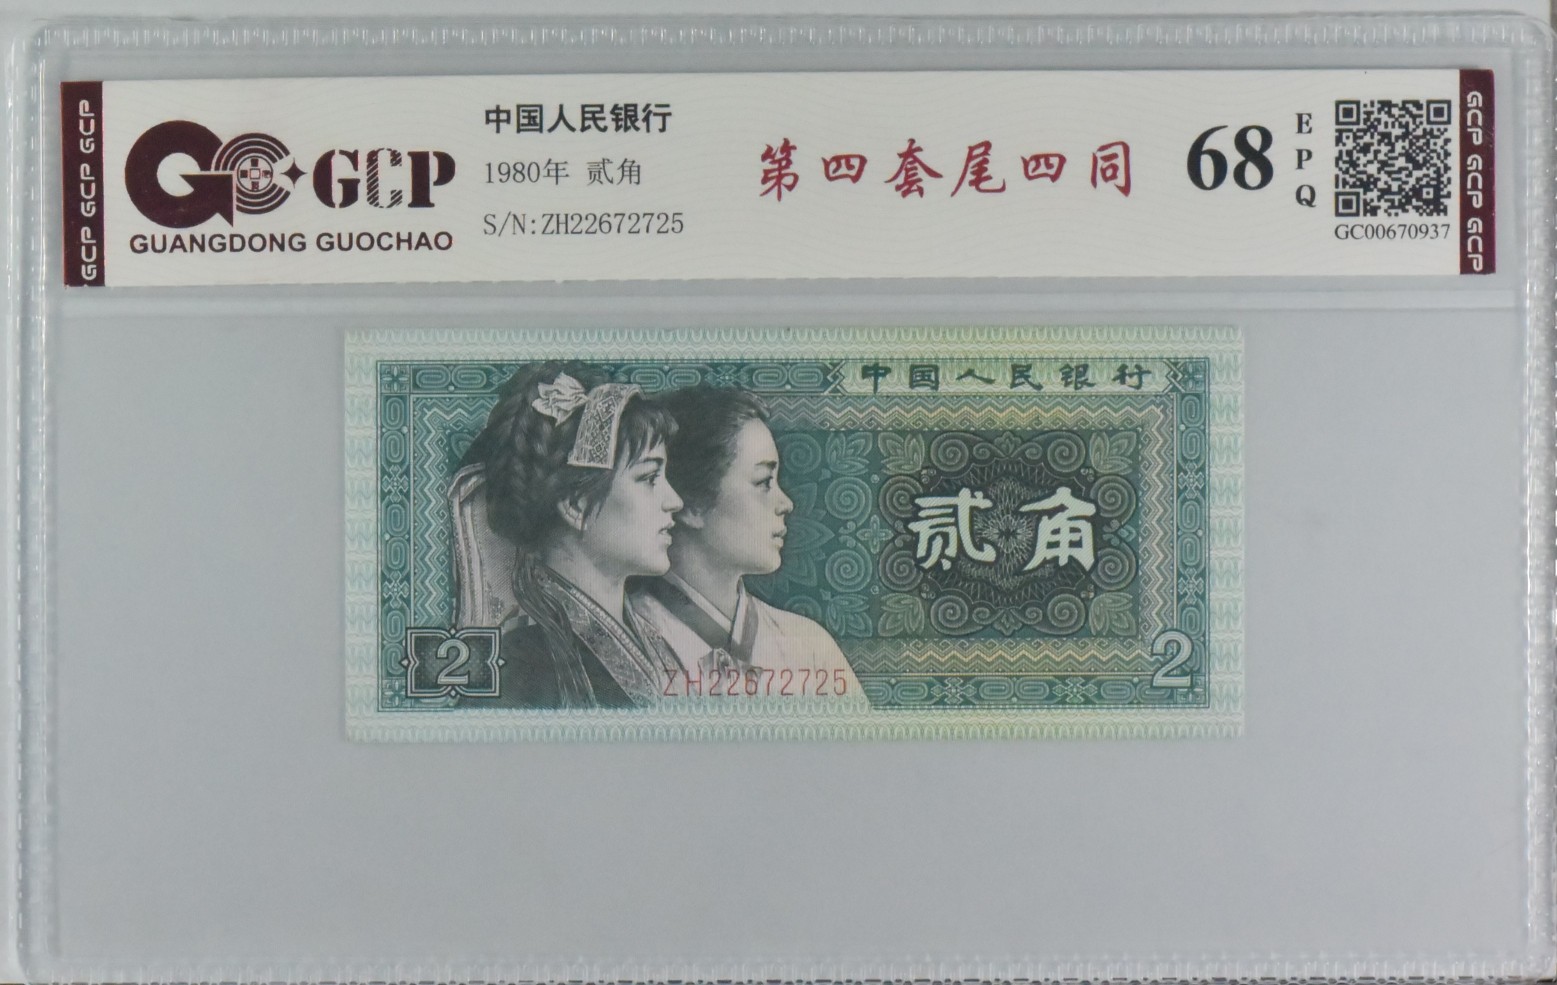 GCP GCP GCP
GCP
GUANGDONG GUOCHAO
中国人民银行
1980年 贰角
S/N:ZH22672725
第四套尾四同
68
EPQ
GC00670937
GCP GCP GCP
中国人民银行
贰角
2
2
ZH22672725